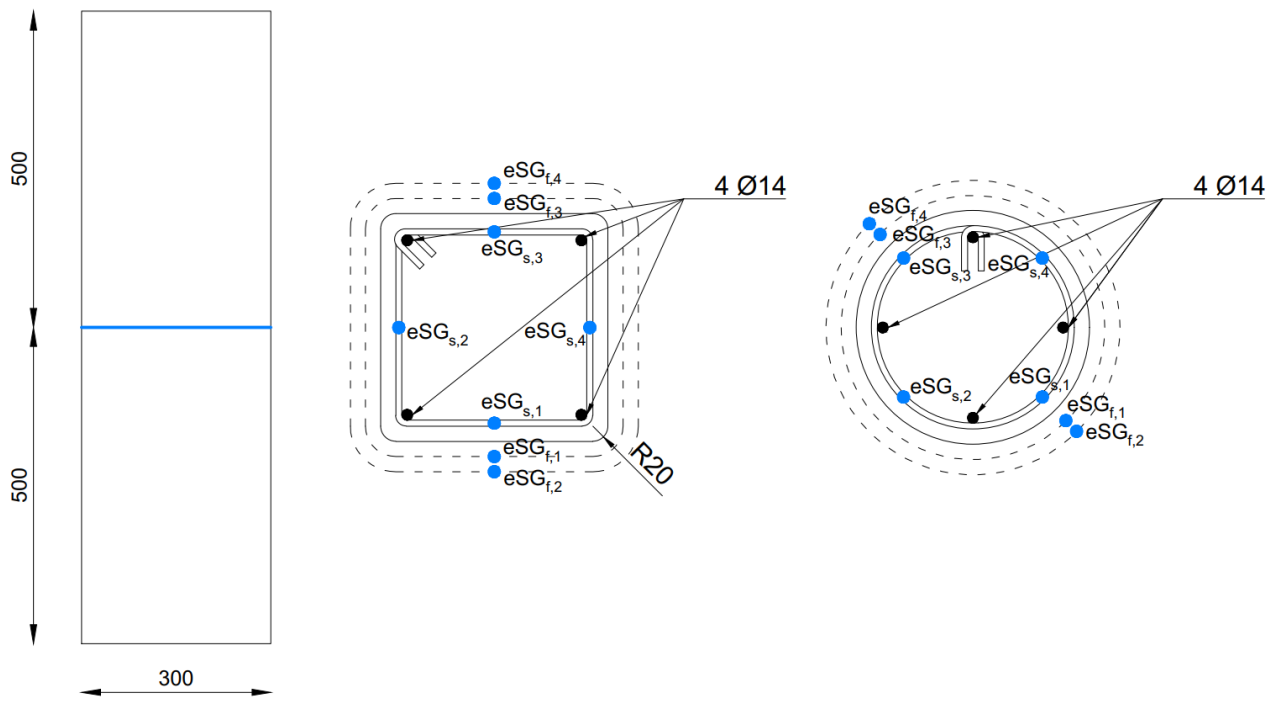 500
500
300
eSGf,4
eSGf,3
eSGs,3
eSGs,2
eSGs,4
eSGs,1
eSGf,1
eSGf,2
R20
4 Ø14
eSGf,4
eSGf,3
eSGs,3
eSGs,4
eSGs,2
eSGs,1
eSGf,1
eSGf,2
4 Ø14